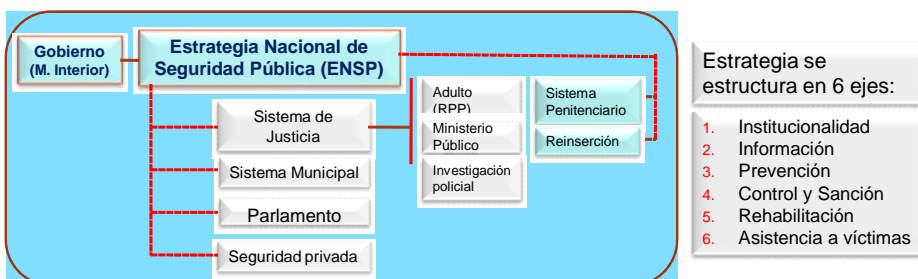 Gobierno
(M. Interior)
Estrategia Nacional de
Seguridad Pública (ENSP)
Sistema de
Justicia
Sistema Municipal
Parlamento
Seguridad privada
Adulto
(RPP)
Ministerio
Público
Investigación
policial
Sistema
Penitenciario
Reinserción
Estrategia se
estructura en 6 ejes:
1. Institucionalidad
2. Información
3. Prevención
4. Control y Sanción
5. Rehabilitación
6. Asistencia a víctimas